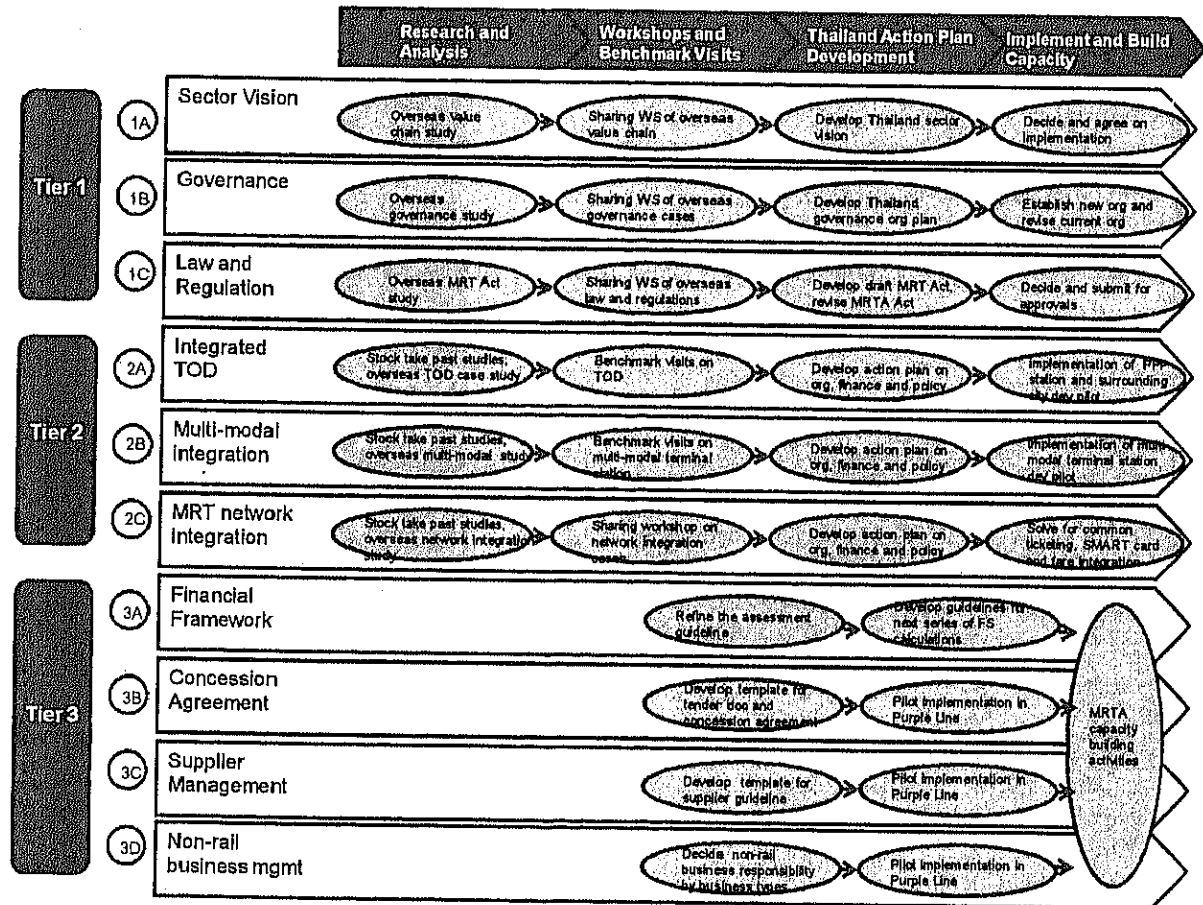 Research and
Analysis
Workshops and
Benchmark Visits
Thailand Action Plan
Development
Implement and Build
Capacity
Tier 1
1A
Sector Vision
Overseas value
chain study
Sharing WS of overseas
value chain
Develop Thailand sector
vision
Decide and agree on
implementation
1B
Governance
Overseas
governance study
Sharing WS of overseas
governance cases
Develop Thailand
governance org plan
Establish new org and
revise current org
1C
Law and
Regulation
Overseas MRT Act
study
Sharing WS of overseas
law and regulations
Develop draft MRT Act,
revise MRTA Act
Decide and submit for
approvals
Tier 2
2A
Integrated
TOD
Stock take past studies,
overseas TOD case study
Benchmark visits on
TOD
Develop action plan on
org, finance and policy
Implementation of
station and surrounding
pilot
2B
Multi-modal
integration
Stock take past studies,
overseas multi-modal study
Benchmark visits on
multi-modal terminal
station
Develop action plan on
org, finance and policy
Implementation of multi-
modal terminal station
pilot
2C
MRT network
Integration
Stock take past studies,
overseas network integration
study
Sharing workshop on
network integration
cases
Develop action plan on
org, finance and policy
Solve for common
ticketing, SMART card
and fare integration
Tier 3
3A
Financial
Framework
Refine the assessment
guideline
Develop guidelines for
next series of FS
calculations
3B
Concession
Agreement
Develop template for
tender doc and
concession agreement
Pilot Implementation in
Purple Line
MRTA
capacity
building
activities
3C
Supplier
Management
Develop template for
supplier guideline
Pilot Implementation in
Purple Line
3D
Non-rail
business mgmt
Decide non-rail
business responsibility
by business types
Pilot Implementation in
Purple Line